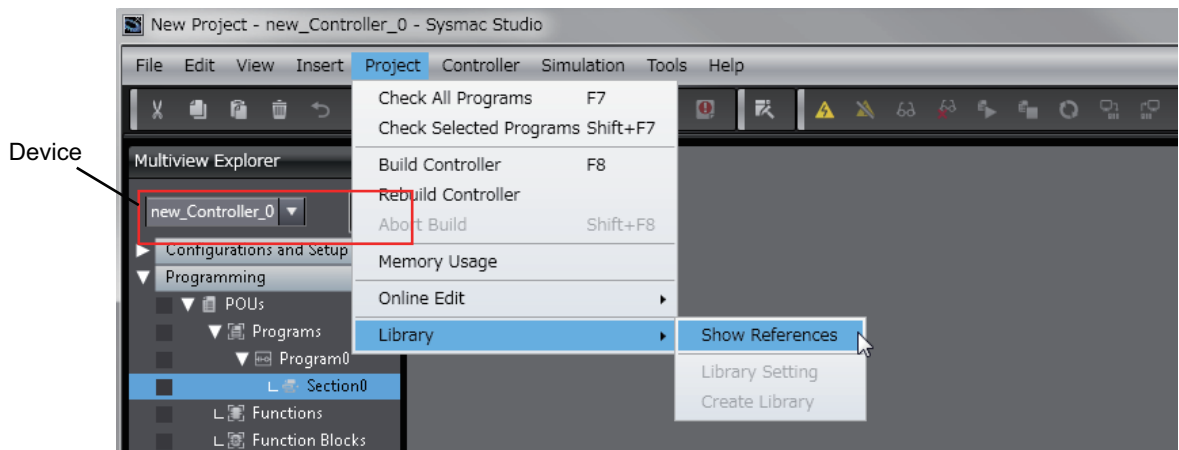 New Project - new_Controller_0 - Sysmac Studio
File Edit View Insert Project Controller Simulation Tools Help
Check All Programs F7
Check Selected Programs Shift+F7
Device
Multiview Explorer
Build Controller F8
new_Controller_0
Rebuild Controller
Abort Build Shift+F8
Configurations and Setup
Memory Usage
Programming
Online Edit
POUs
Programs
Library
Show References
Program0
Library Setting
Section0
Create Library
Functions
Function Blocks